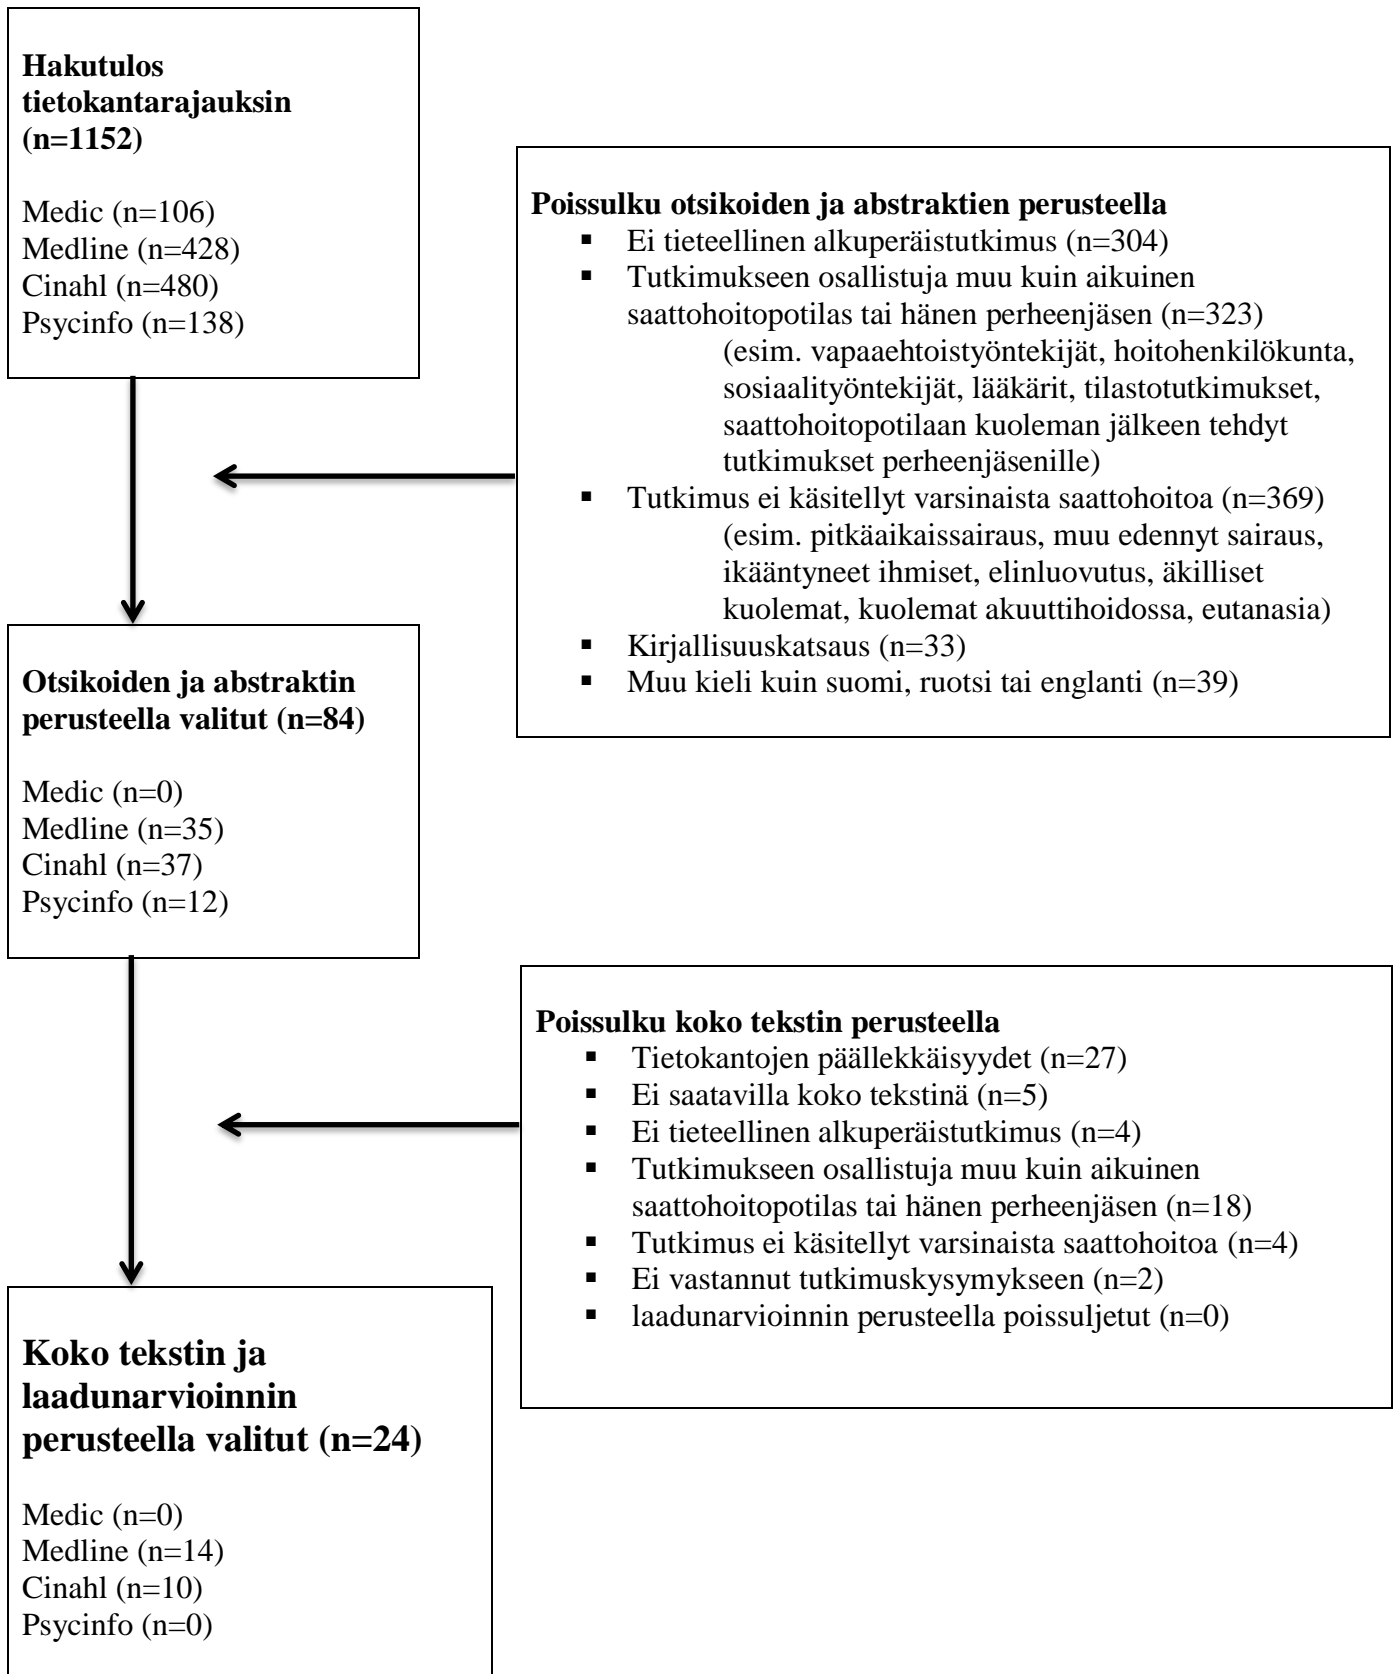 Hakutulos
tietokantarajauksin
(n=1152)
Medic (n=106)
Medline (n=428)
Cinahl (n=480)
Psycinfo (n=138)
Poissulku otsikoiden ja abstraktien perusteella
▪ Ei tieteellinen alkuperäistutkimus (n=304)
▪ Tutkimukseen osallistuja muu kuin aikuinen
saattohoitopotilas tai hänen perheenjäsen (n=323)
(esim. vapaaehtoistyöntekijät, hoitohenkilökunta,
sosiaalityöntekijät, lääkärit, tilastotutkimukset,
saattohoitopotilaan kuoleman jälkeen tehdyt
tutkimukset perheenjäsenille)
▪ Tutkimus ei käsitellyt varsinaista saattohoitoa (n=369)
(esim. pitkäaikaissairaus, muu edennyt sairaus,
ikääntyneet ihmiset, elinluovutus, äkilliset
kuolemat, kuolemat akuuttihoidossa, eutanasia)
▪ Kirjallisuuskatsaus (n=33)
▪ Muu kieli kuin suomi, ruotsi tai englanti (n=39)
Otsikoiden ja abstraktin
perusteella valitut (n=84)
Medic (n=0)
Medline (n=35)
Cinahl (n=37)
Psycinfo (n=12)
Poissulku koko tekstin perusteella
▪ Tietokantojen päällekkäisyydet (n=27)
▪ Ei saatavilla koko tekstinä (n=5)
▪ Ei tieteellinen alkuperäistutkimus (n=4)
▪ Tutkimukseen osallistuja muu kuin aikuinen
saattohoitopotilas tai hänen perheenjäsen (n=18)
▪ Tutkimus ei käsitellyt varsinaista saattohoitoa (n=4)
▪ Ei vastannut tutkimuskysymykseen (n=2)
▪ laadunarvioinnin perusteella poissuljetut (n=0)
Koko tekstin ja
laadunarvioinnin
perusteella valitut (n=24)
Medic (n=0)
Medline (n=14)
Cinahl (n=10)
Psycinfo (n=0)